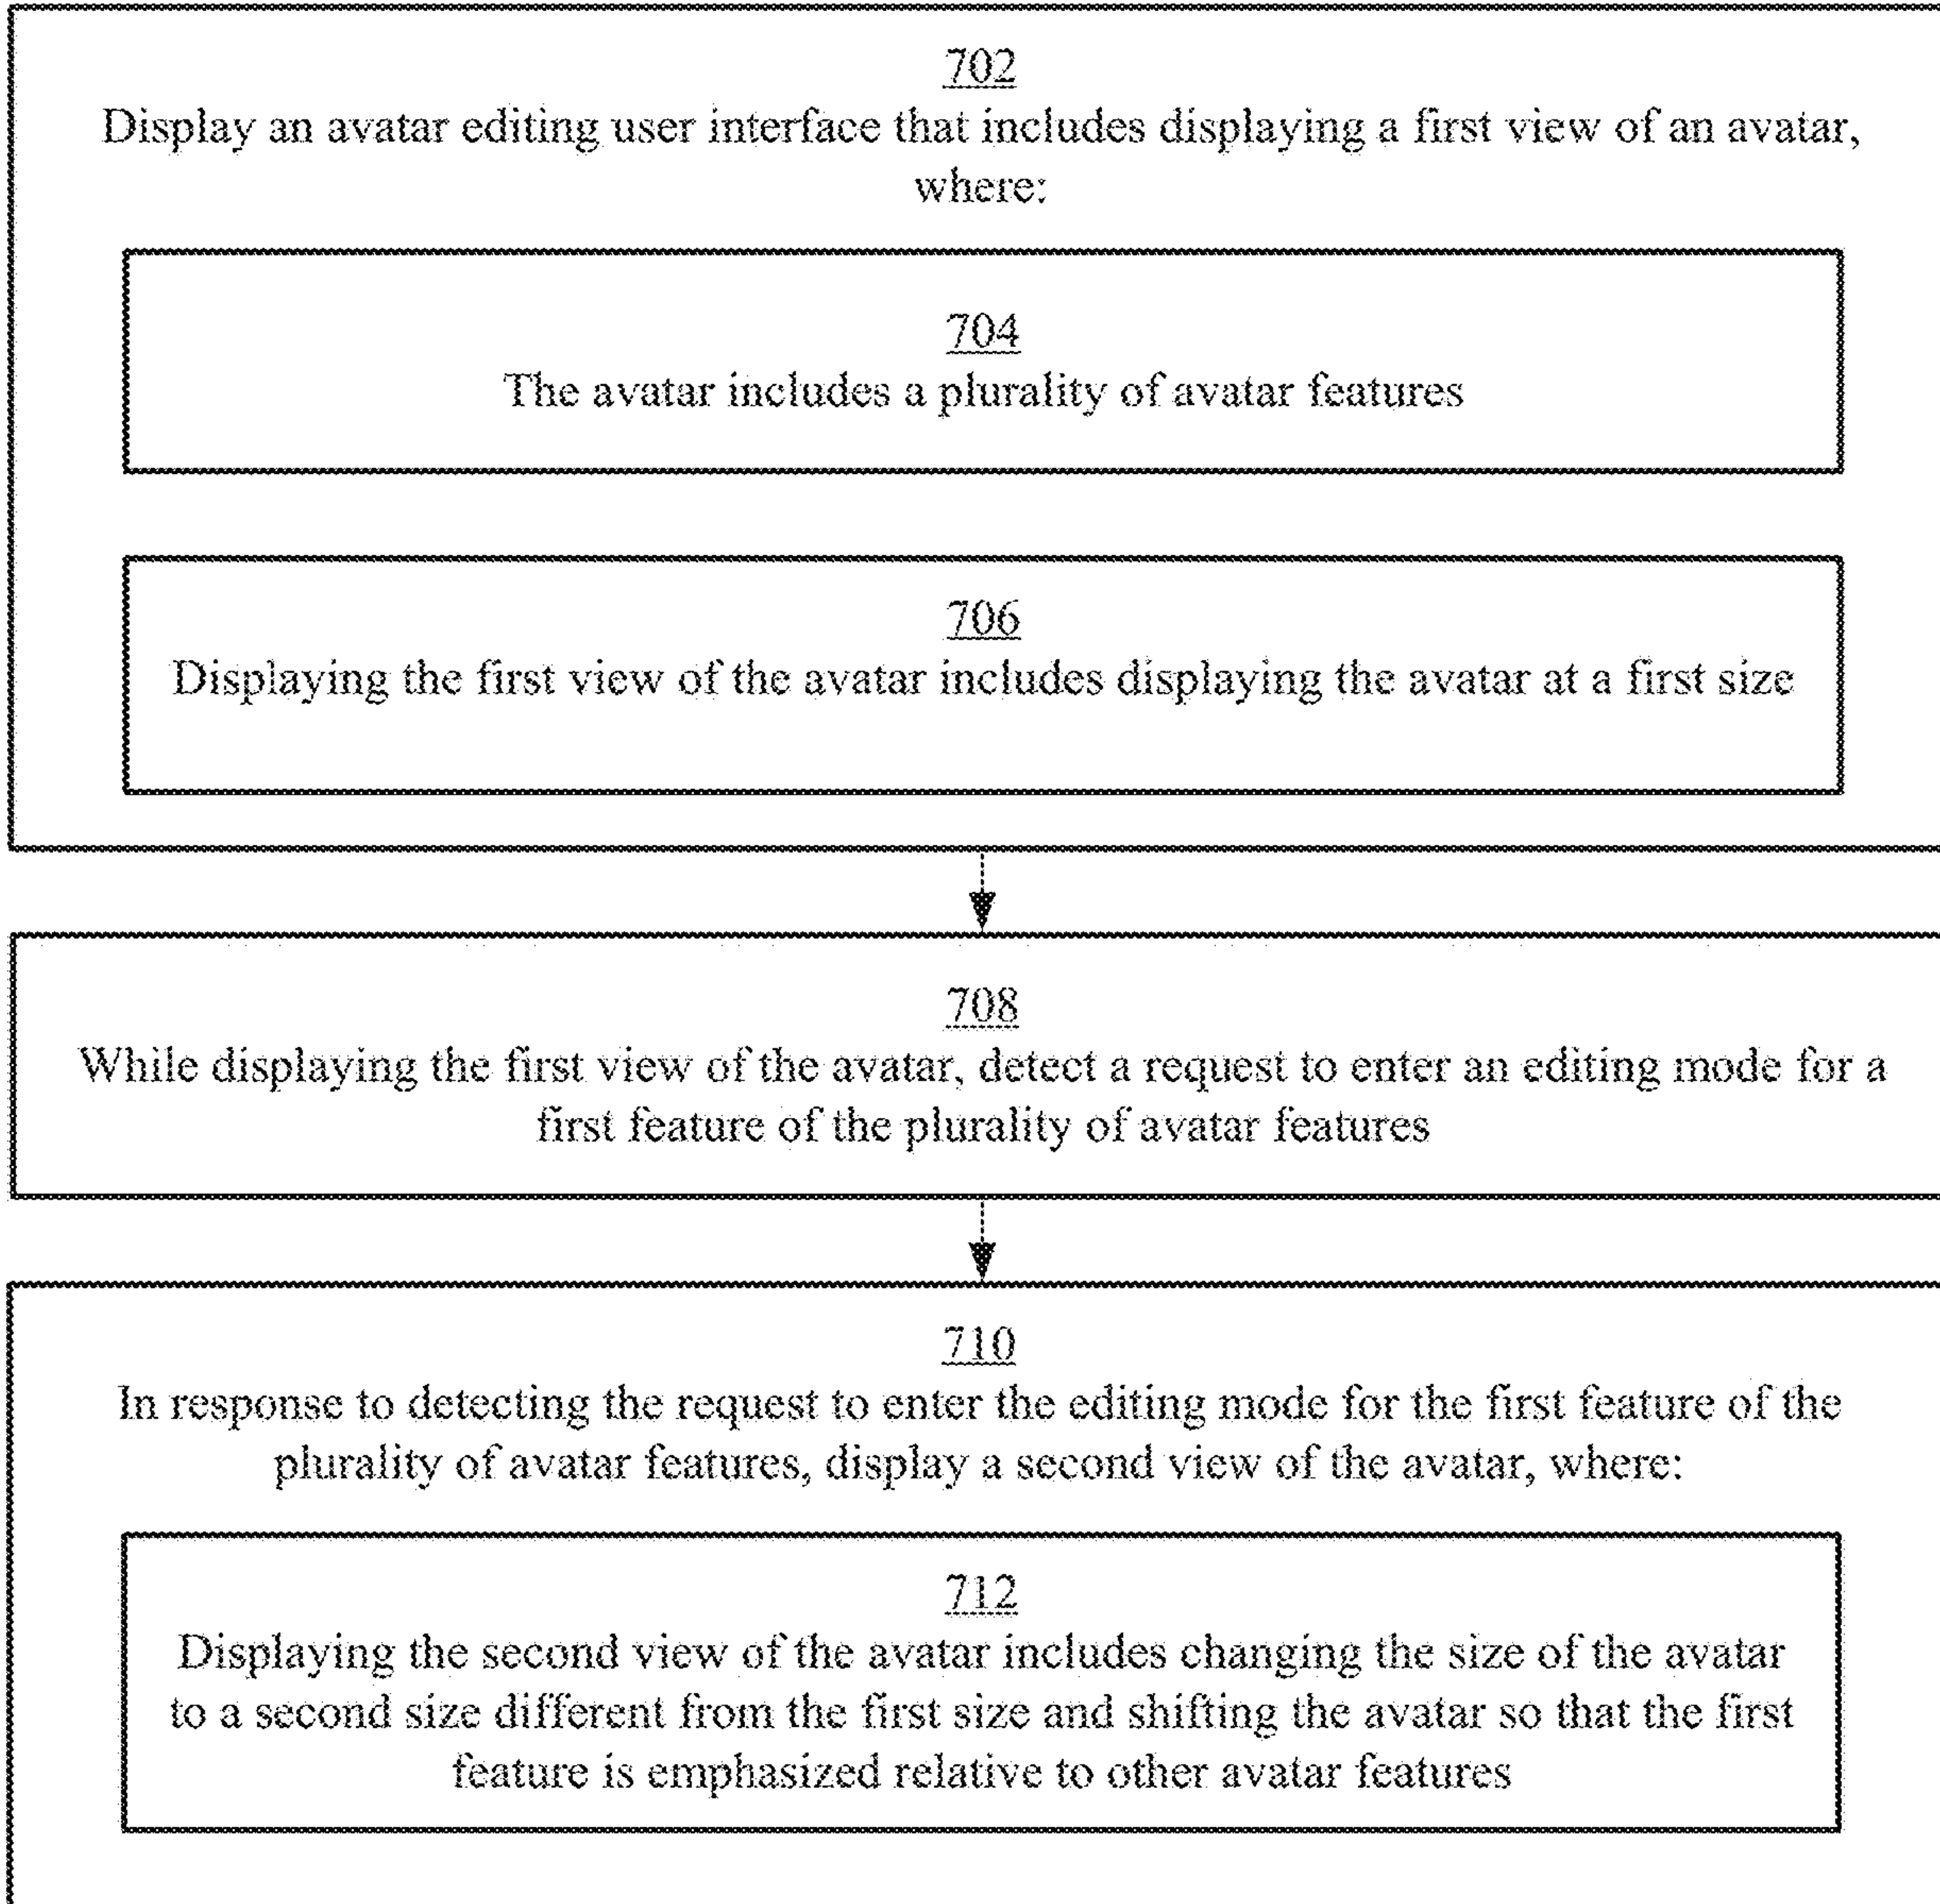 702
Display an avatar editing user interface that includes displaying a first view of an avatar,
where:
704
The avatar includes a plurality of avatar features
706
Displaying the first view of the avatar includes displaying the avatar at a first size
708
While displaying the first view of the avatar, detect a request to enter an editing mode for a
first feature of the plurality of avatar features
710
In response to detecting the request to enter the editing mode for the first feature of the
plurality of avatar features, display a second view of the avatar, where:
712
Displaying the second view of the avatar includes changing the size of the avatar
to a second size different from the first size and shifting the avatar so that the first
feature is emphasized relative to other avatar features